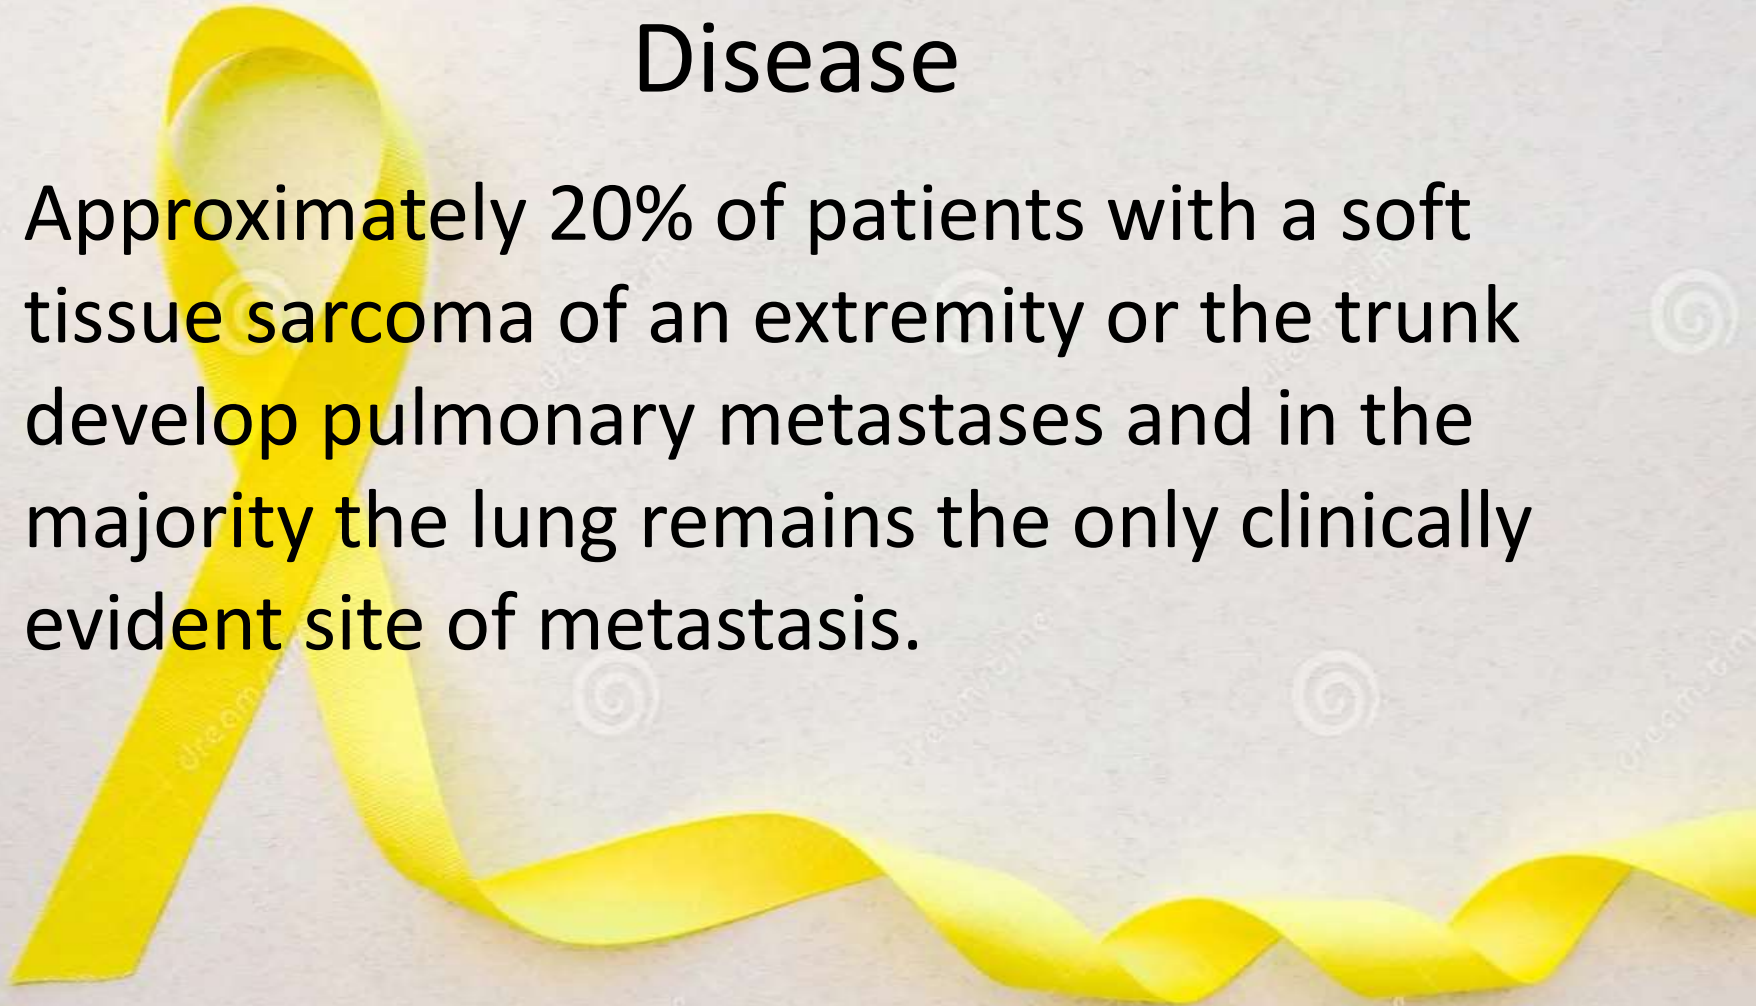 Disease
Approximately 20% of patients with a soft
tissue sarcoma of an extremity or the trunk
develop pulmonary metastases and in the
majority the lung remains the only clinically
evident site of metastasis.